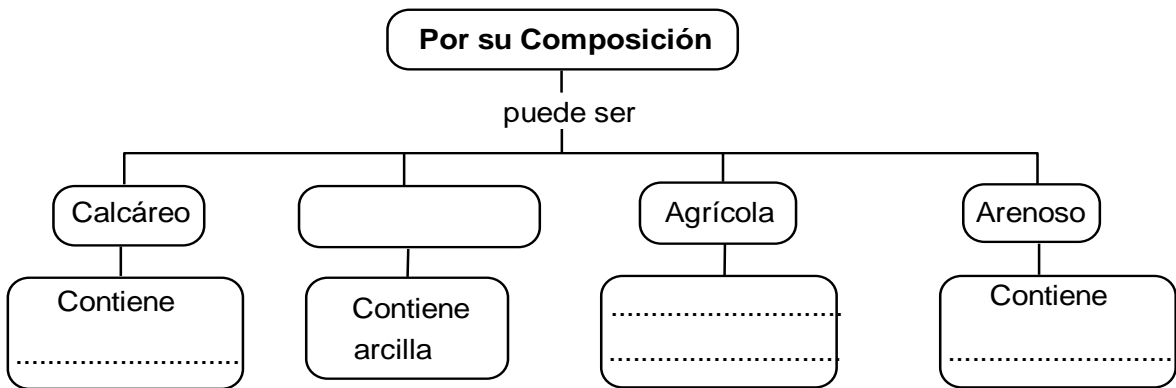 Por su Composición
puede ser
Calcáreo
Agrícola
Arenoso
Contiene
..............................
Contiene
arcilla
..............................
..............................
Contiene
..............................